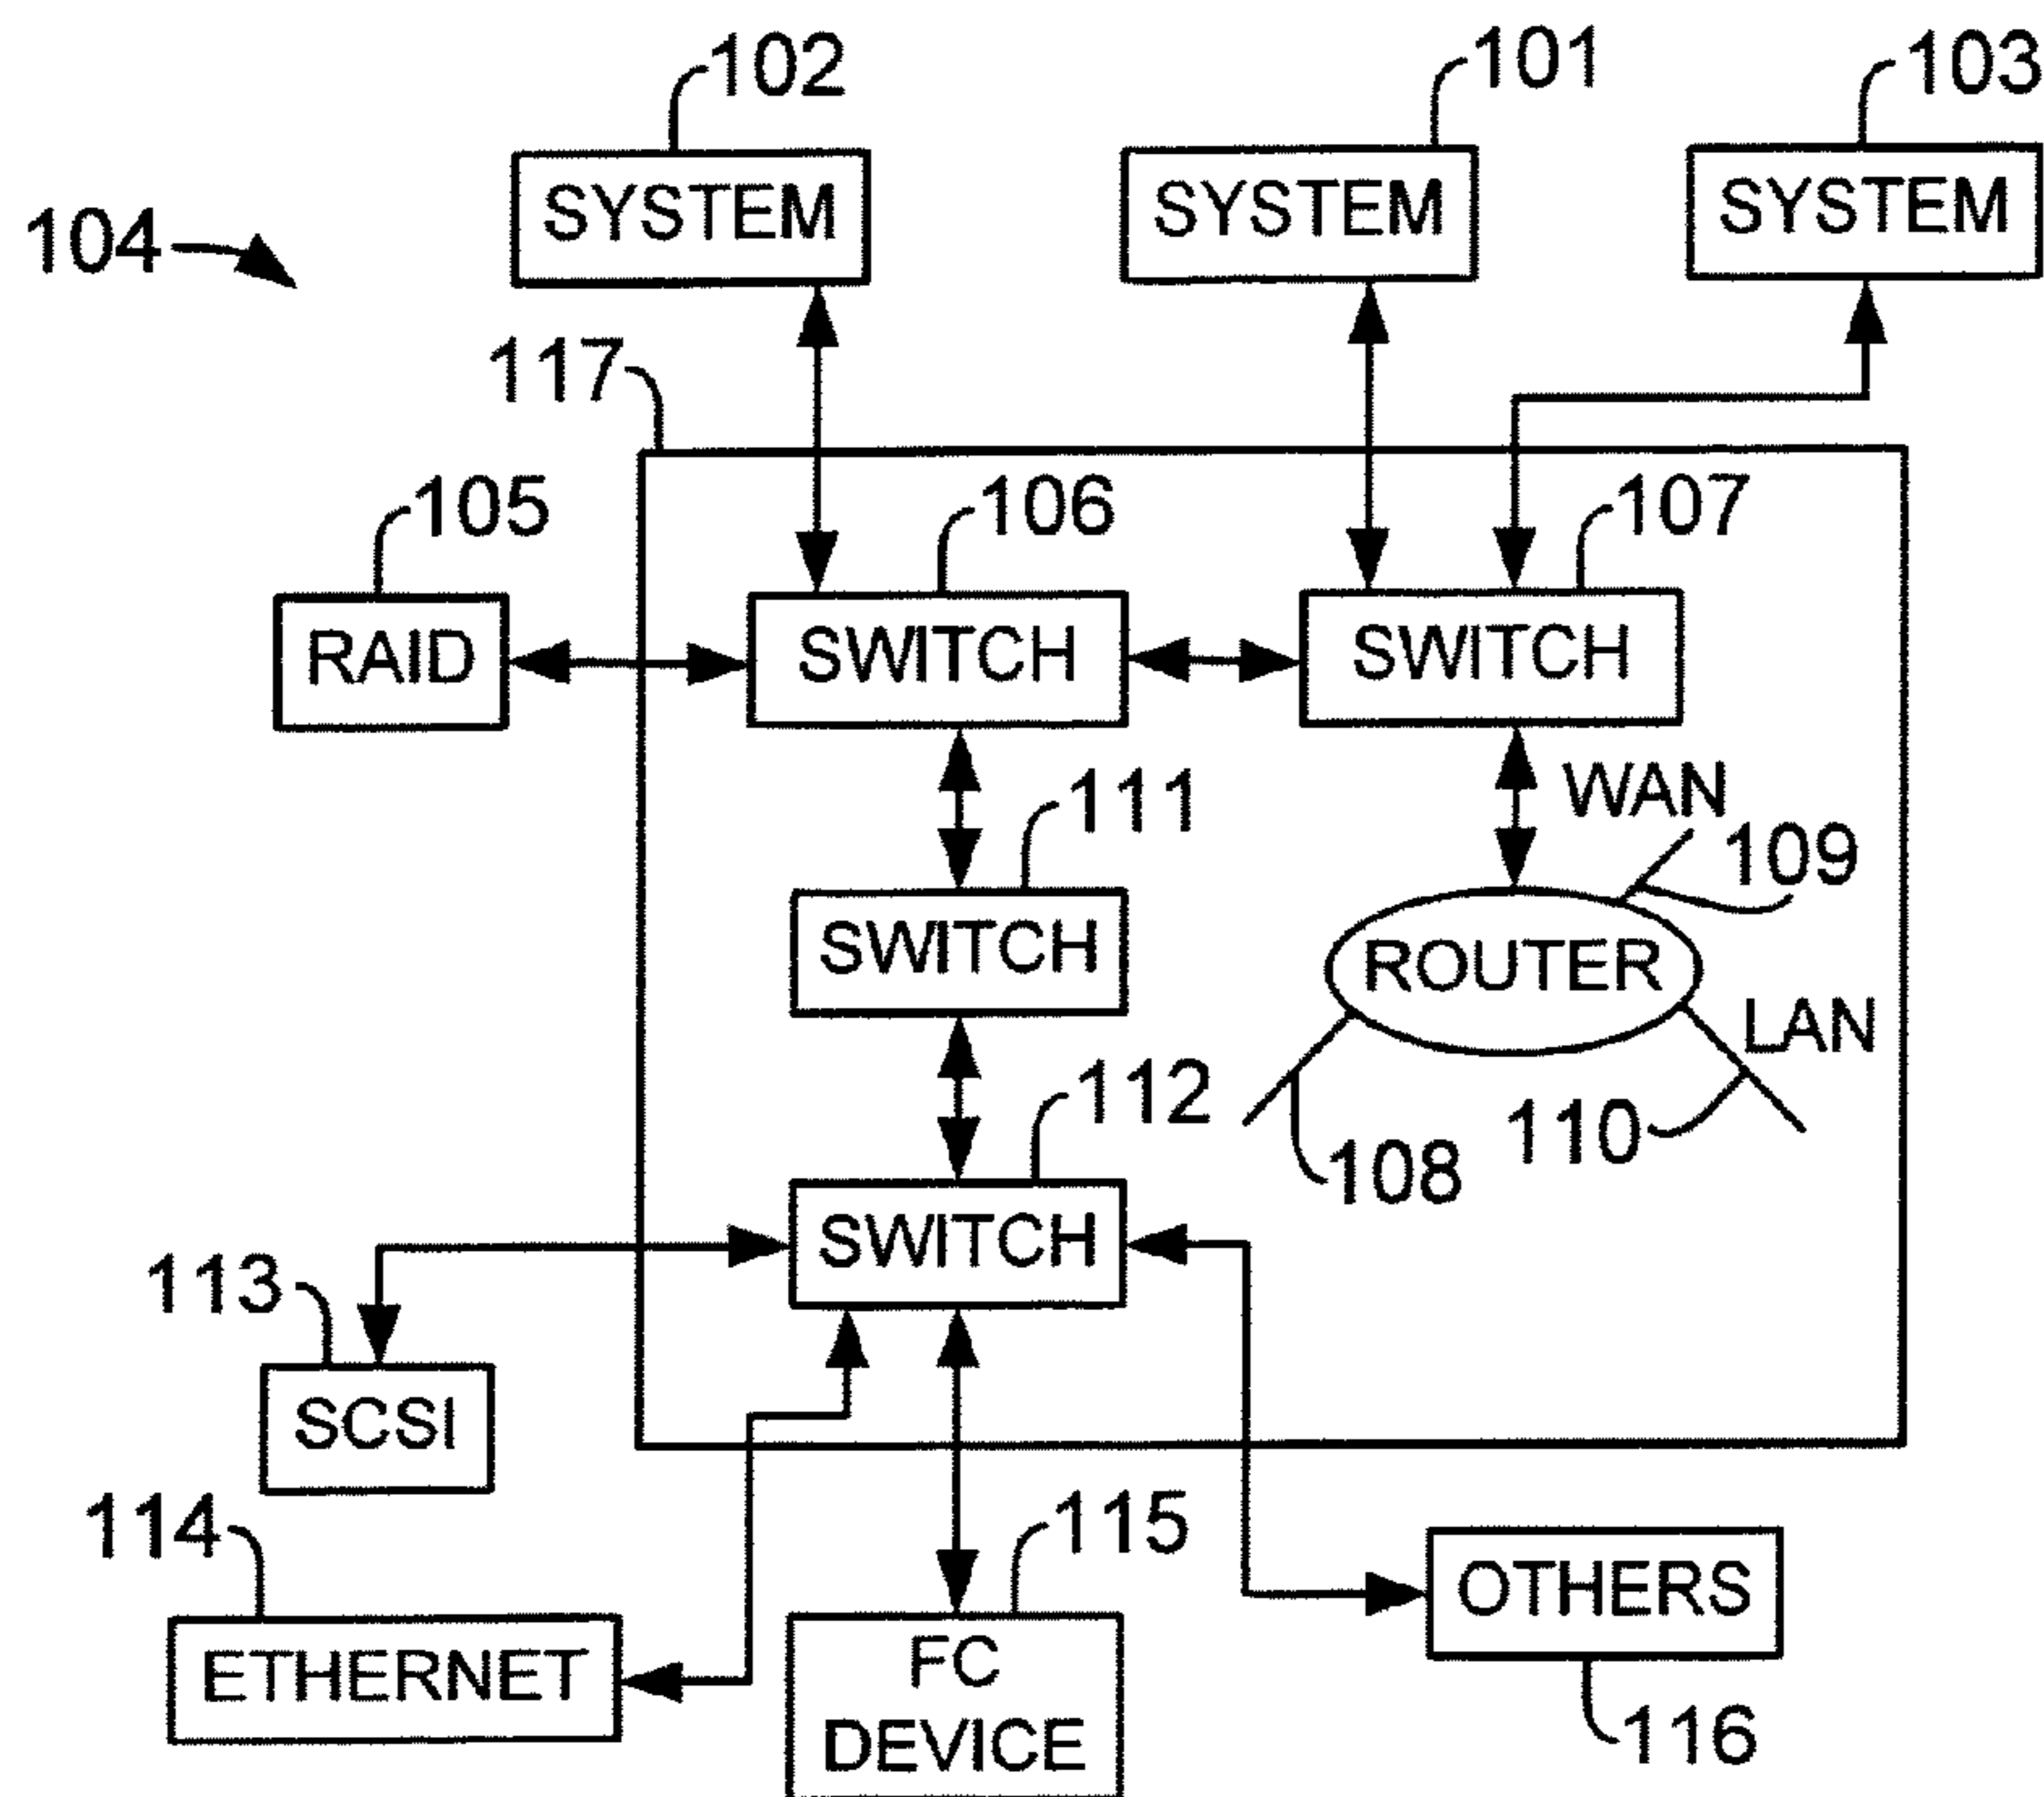 102
101
103
SYSTEM
SYSTEM
SYSTEM
104
117
105
106
107
RAID
SWITCH
SWITCH
WAN
111
109
SWITCH
ROUTER
LAN
112
110
108
SWITCH
113
SCSI
114
115
ETHERNET
FC
DEVICE
OTHERS
116